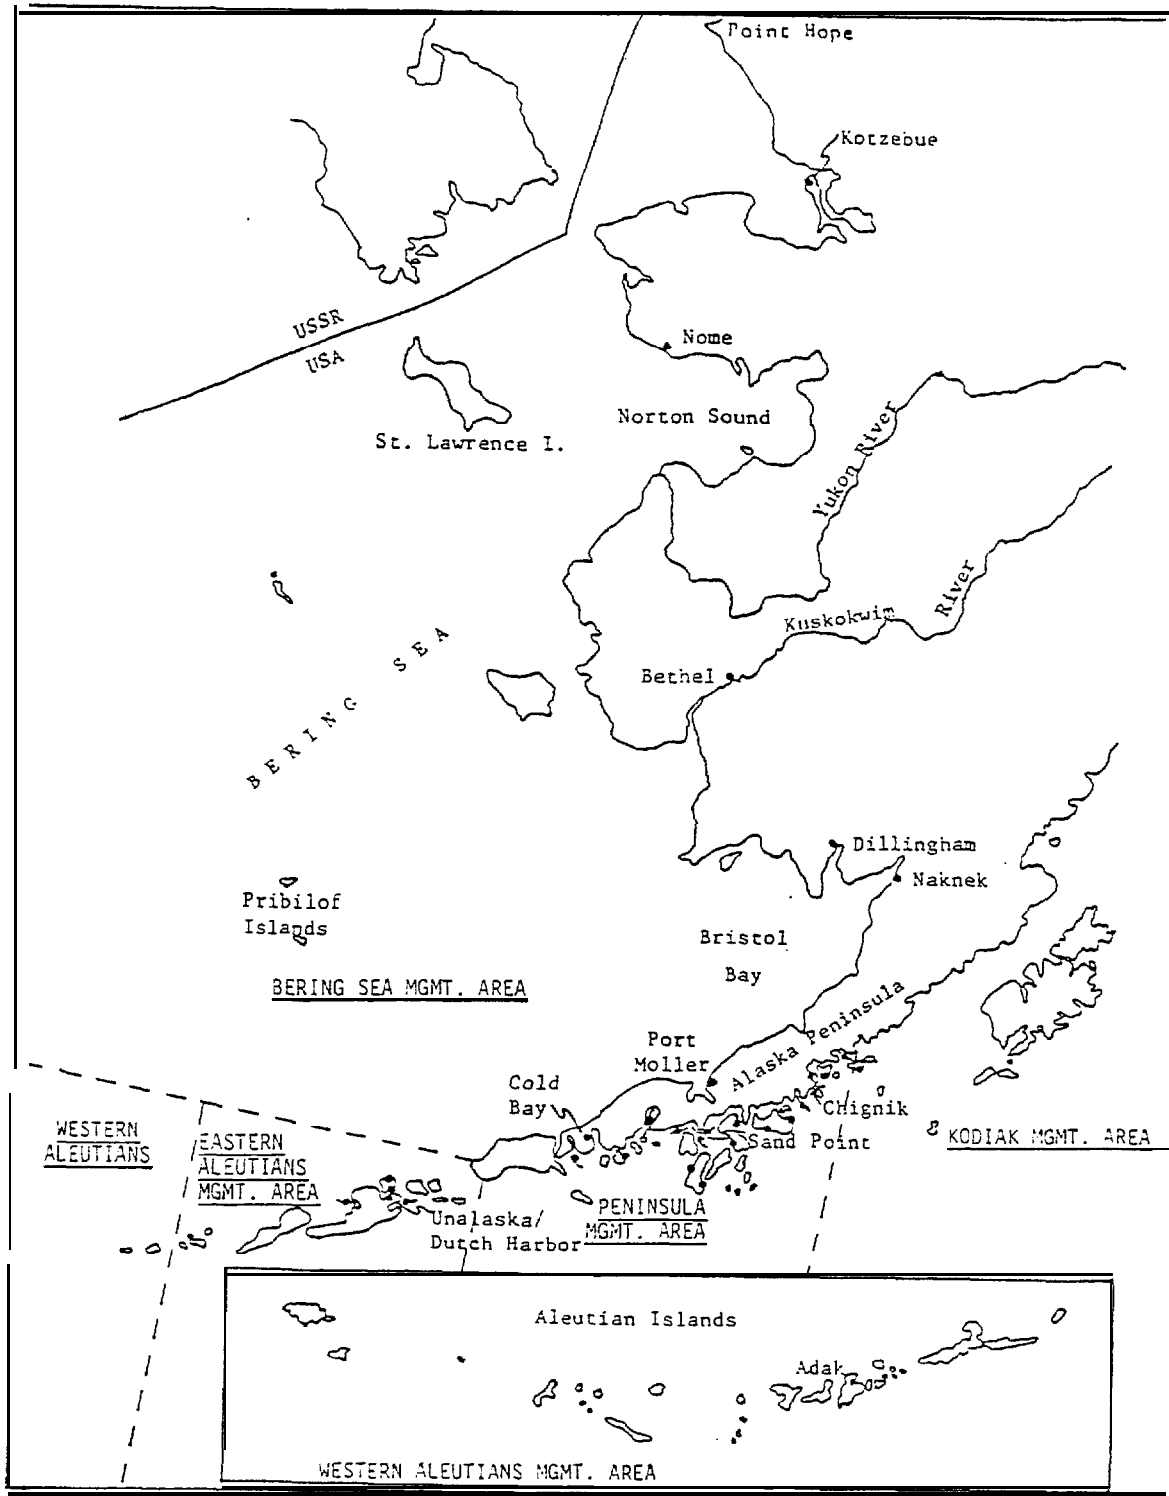 Point Hope
Kotzebue
USSR
USA
Nome
Norton Sound
St. Lawrence I.
Yukon River
Kuskokwim
River
BERING SEA
Bethel
Dillingham
Naknek
Pribilof
Islands
Bristol
Bay
BERING SEA MGMT. AREA
Alaska Peninsula
Port
Moller
Cold
Bay
Chignik
Sand Point
KODIAK MGMT. AREA
WESTERN
ALEUTIANS
EASTERN
ALEUTIANS
MGMT. AREA
PENINSULA
MGMT. AREA
Unalaska/
Dutch Harbor
Aleutian Islands
Adak
WESTERN ALEUTIANS MGMT. AREA